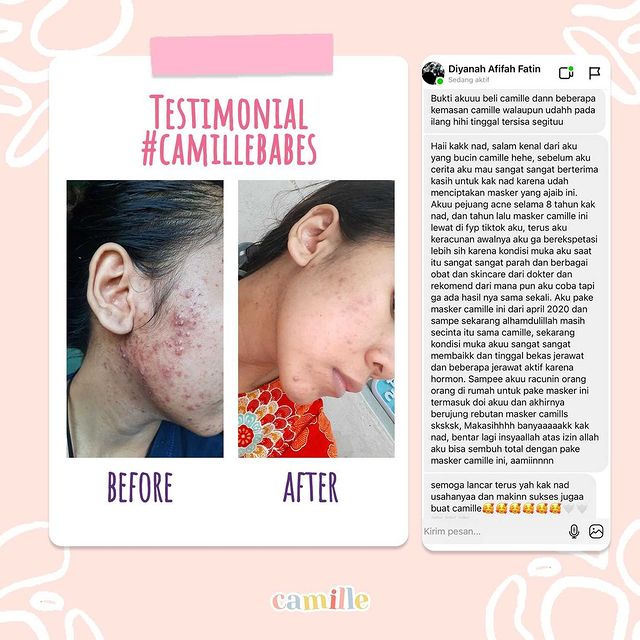 TESTIMONIAL
#CAMILLEBABES
BEFORE
AFTER
Diyanah Afifah Fatin
Sedang aktif
Bukti akuuu beli camille dann beberapa
kemasan camille walaupun udahh pada
ilang hihi tinggal tersisa segituu
Haii kakk nad, salam kenal dari aku
yang bucin camille hehe, sebelum aku
cerita aku mau sangat sangat berterima
kasih untuk kak nad karena udah
menciptakan masker yang ajaib ini.
Akuu pejuang acne selama 8 tahun kak
nad, dan tahun lalu masker camille ini
lewat di fyp tiktok aku, terus aku
keracunan awalnya aku ga berekspetasi
lebih sih karena kondisi muka aku saat
itu sangat sangat parah dan berbagai
obat dan skincare dari dokter dan
rekomend dari mana pun aku coba tapi
ga ada hasil nya sama sekali. Aku pake
masker camille ini dari april 2020 dan
sampe sekarang alhamdulillah masih
secinta itu sama camille, sekarang
kondisi muka akuu sangat sangat
membaikk dan tinggal bekas jerawat
dan beberapa jerawat aktif karena
hormon. Sampee akuu racunin orang
orang di rumah untuk pake masker ini
termasuk doi akuu dan akhirnya
berujung rebutan masker camills
sksksk, Makasihhhh banyaaaaakk kak
nad, bentar lagi insyaallah atas izin allah
aku bisa sembuh total dengan pake
masker camille ini, aamiinnnn
semoga lancar terus yah kak nad
usahanyaa dan makinn sukses jugaa
buat camille🥰🥰🥰🥰🥰🥰🤍🤍
Kirim pesan...
camille